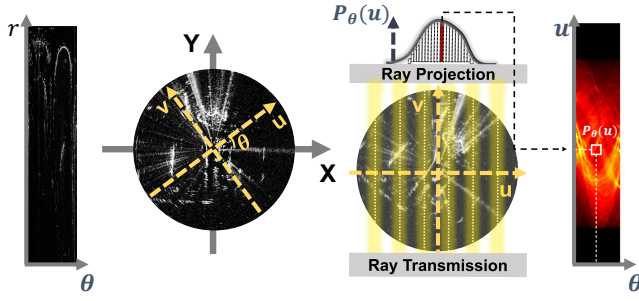 r
θ
Y
X
v
u
θ
P_θ(u)
Ray Projection
v
u
Ray Transmission
u
P_θ(u)
θ